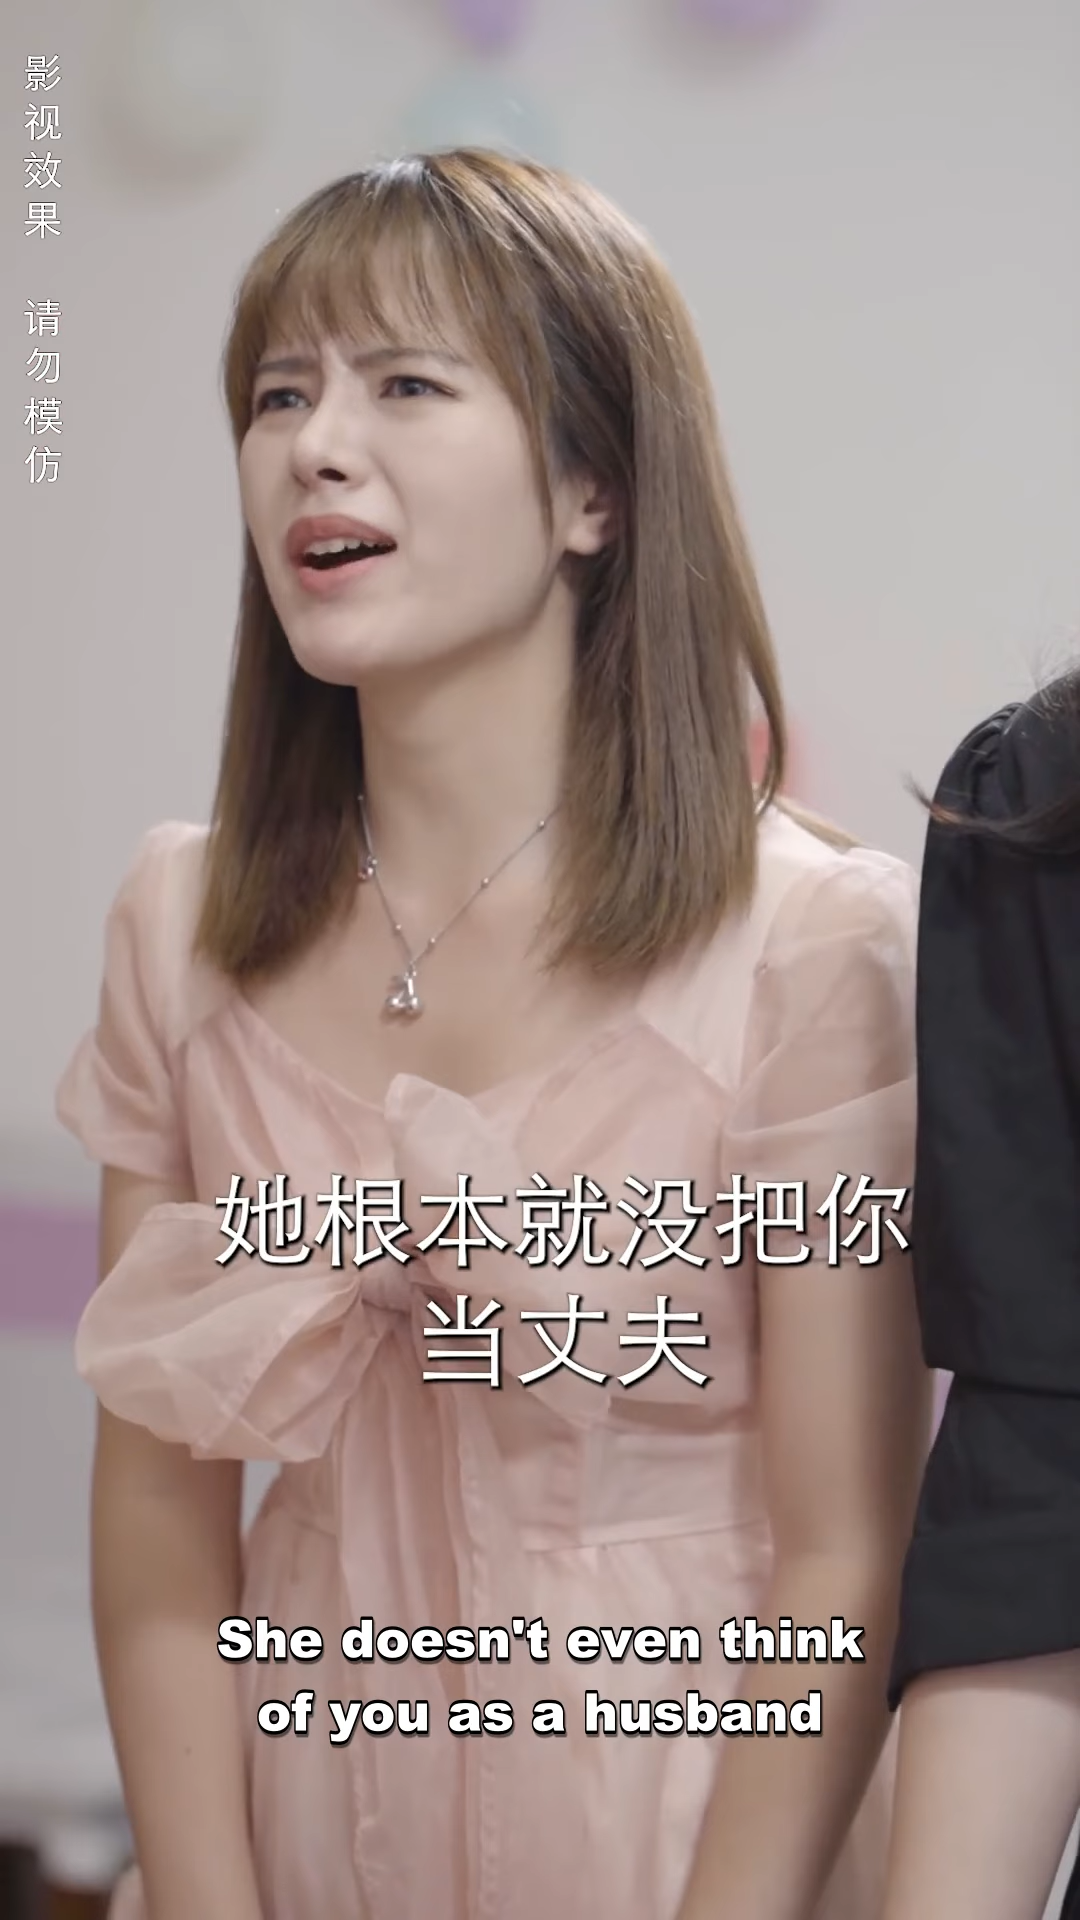 影视效果 请勿模仿
她根本就没把你
当丈夫
She doesn't even think
of you as a husband